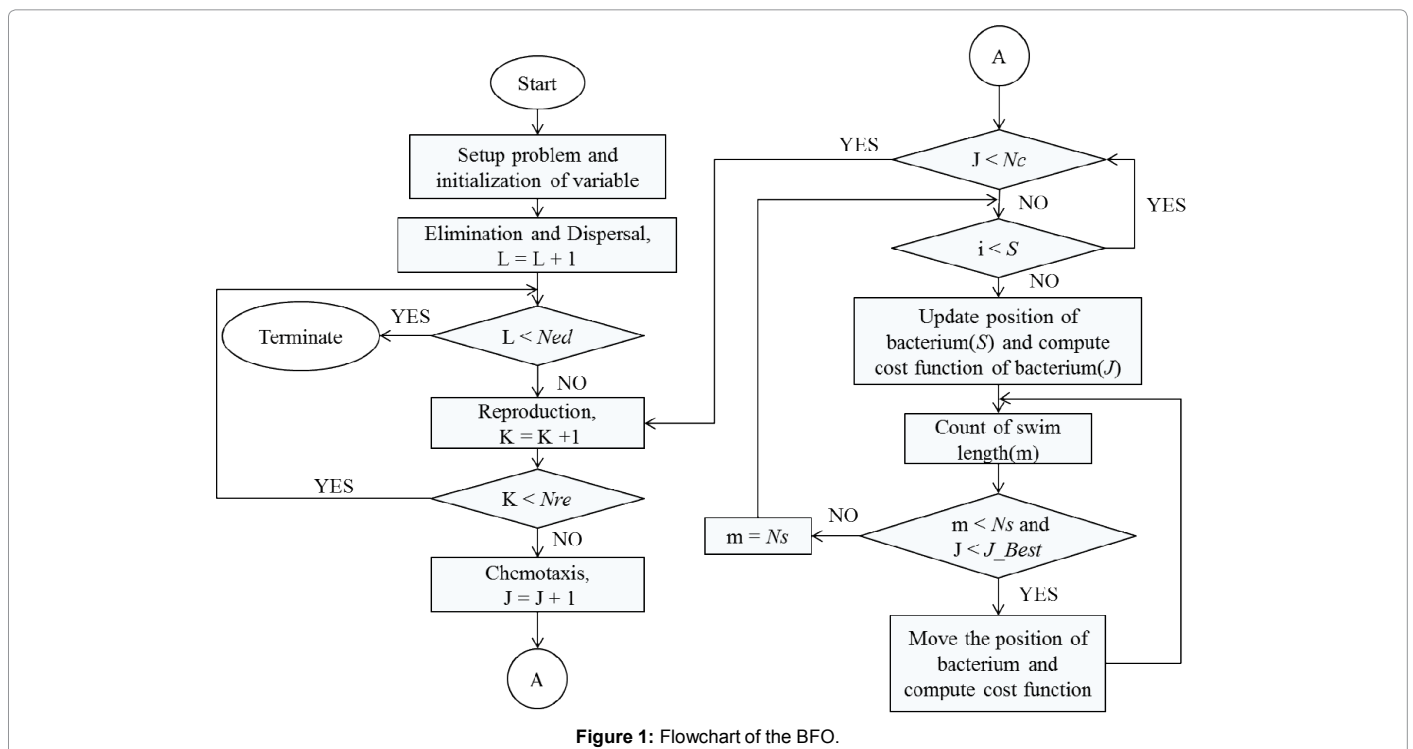 Start
Setup problem and
initialization of variable
Elimination and Dispersal,
L = L + 1
L < Ned
YES
Terminate
NO
Reproduction,
K = K +1
K < Nre
YES
NO
Chemotaxis,
J = J + 1
A
A
J < Nc
YES
NO
i < S
YES
NO
Update position of
bacterium(S) and compute
cost function of bacterium(J)
Count of swim
length(m)
m < Ns and
J < J_Best
NO
m = Ns
YES
Move the position of
bacterium and
compute cost function
Figure 1: Flowchart of the BFO.